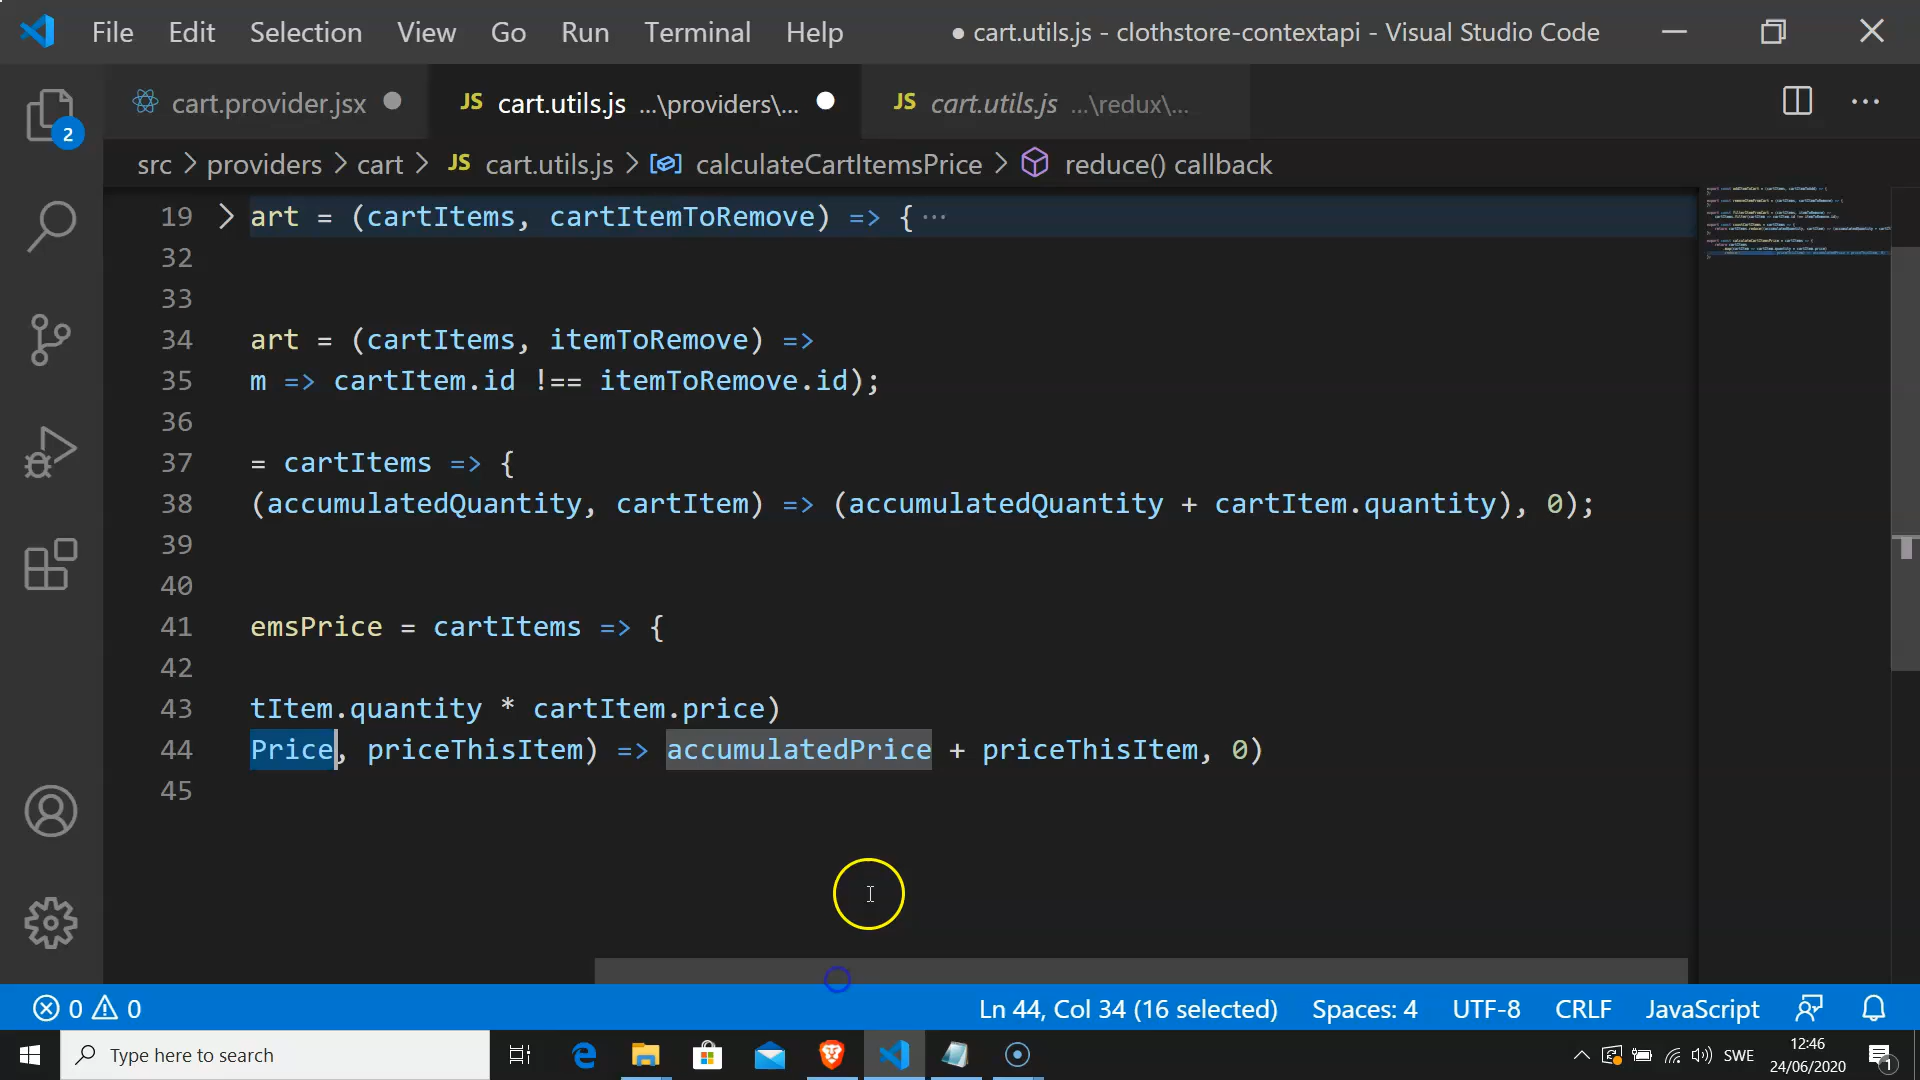 File Edit Selection View Go Run Terminal Help ● cart.utils.js - clothstore-contextapi - Visual Studio Code
cart.provider.jsx JS cart.utils.js ...\providers\... JS cart.utils.js ...\redux\... ...
2
src > providers > cart > JS cart.utils.js > calculateCartItemsPrice > reduce() callback
19 art = (cartItems, cartItemToRemove) => { ...
32
33
34 art = (cartItems, itemToRemove) =>
35 m => cartItem.id !== itemToRemove.id);
36
37 = cartItems => {
38 (accumulatedQuantity, cartItem) => (accumulatedQuantity + cartItem.quantity), 0);
39
40
41 emsPrice = cartItems => {
42
43 tItem.quantity * cartItem.price)
44 Price, priceThisItem) => accumulatedPrice + priceThisItem, 0)
45
0 0 Ln 44, Col 34 (16 selected) Spaces: 4 UTF-8 CRLF JavaScript
Type here to search SWE 12:46
24/06/2020 1